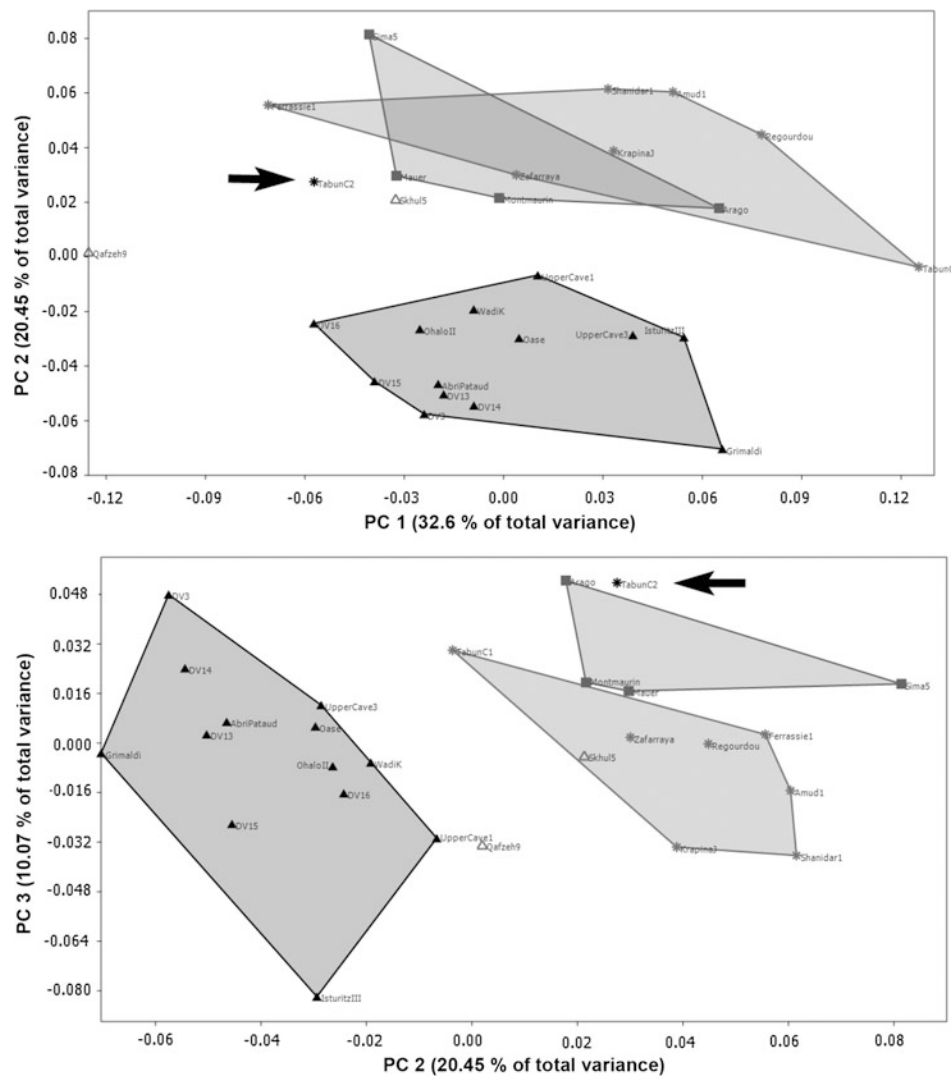 0.08
0.06
0.04
0.02
0.00
-0.02
-0.04
-0.06
-0.08
PC 2 (20.45 % of total variance)
Sima5
Ferrassie1
Shanidar1
Amud1
Regourdou
KrapinaJ
Zafarraya
TabunC2
Mauer
Skhul5
Montmaurin
Arago
Qafzeh9
UpperCave1
WadiK
DV16
OhaloII
Oase
UpperCave3
IsturitzIII
DV15
AbriPataud
DV13
DV14
DV3
Grimaldi
-0.12 -0.09 -0.06 -0.03 0.00 0.03 0.06 0.09 0.12
PC 1 (32.6 % of total variance)
0.048
0.032
0.016
0.000
-0.016
-0.032
-0.048
-0.064
-0.080
PC 3 (10.07 % of total variance)
DV3
Arago
TabunC2
TabunC1
DV14
Montmaurin
Mauer
Sima5
UpperCave3
AbriPataud
Oase
DV13
Ferrassie1
Zafarraya
Regourdou
Grimaldi
Skhul5
OhaloII
WadiK
DV16
Amud1
DV15
UpperCave1
Qafzeh9
KrapinaJ
Shanidar1
IsturitzIII
-0.06 -0.04 -0.02 0.00 0.02 0.04 0.06 0.08
PC 2 (20.45 % of total variance)